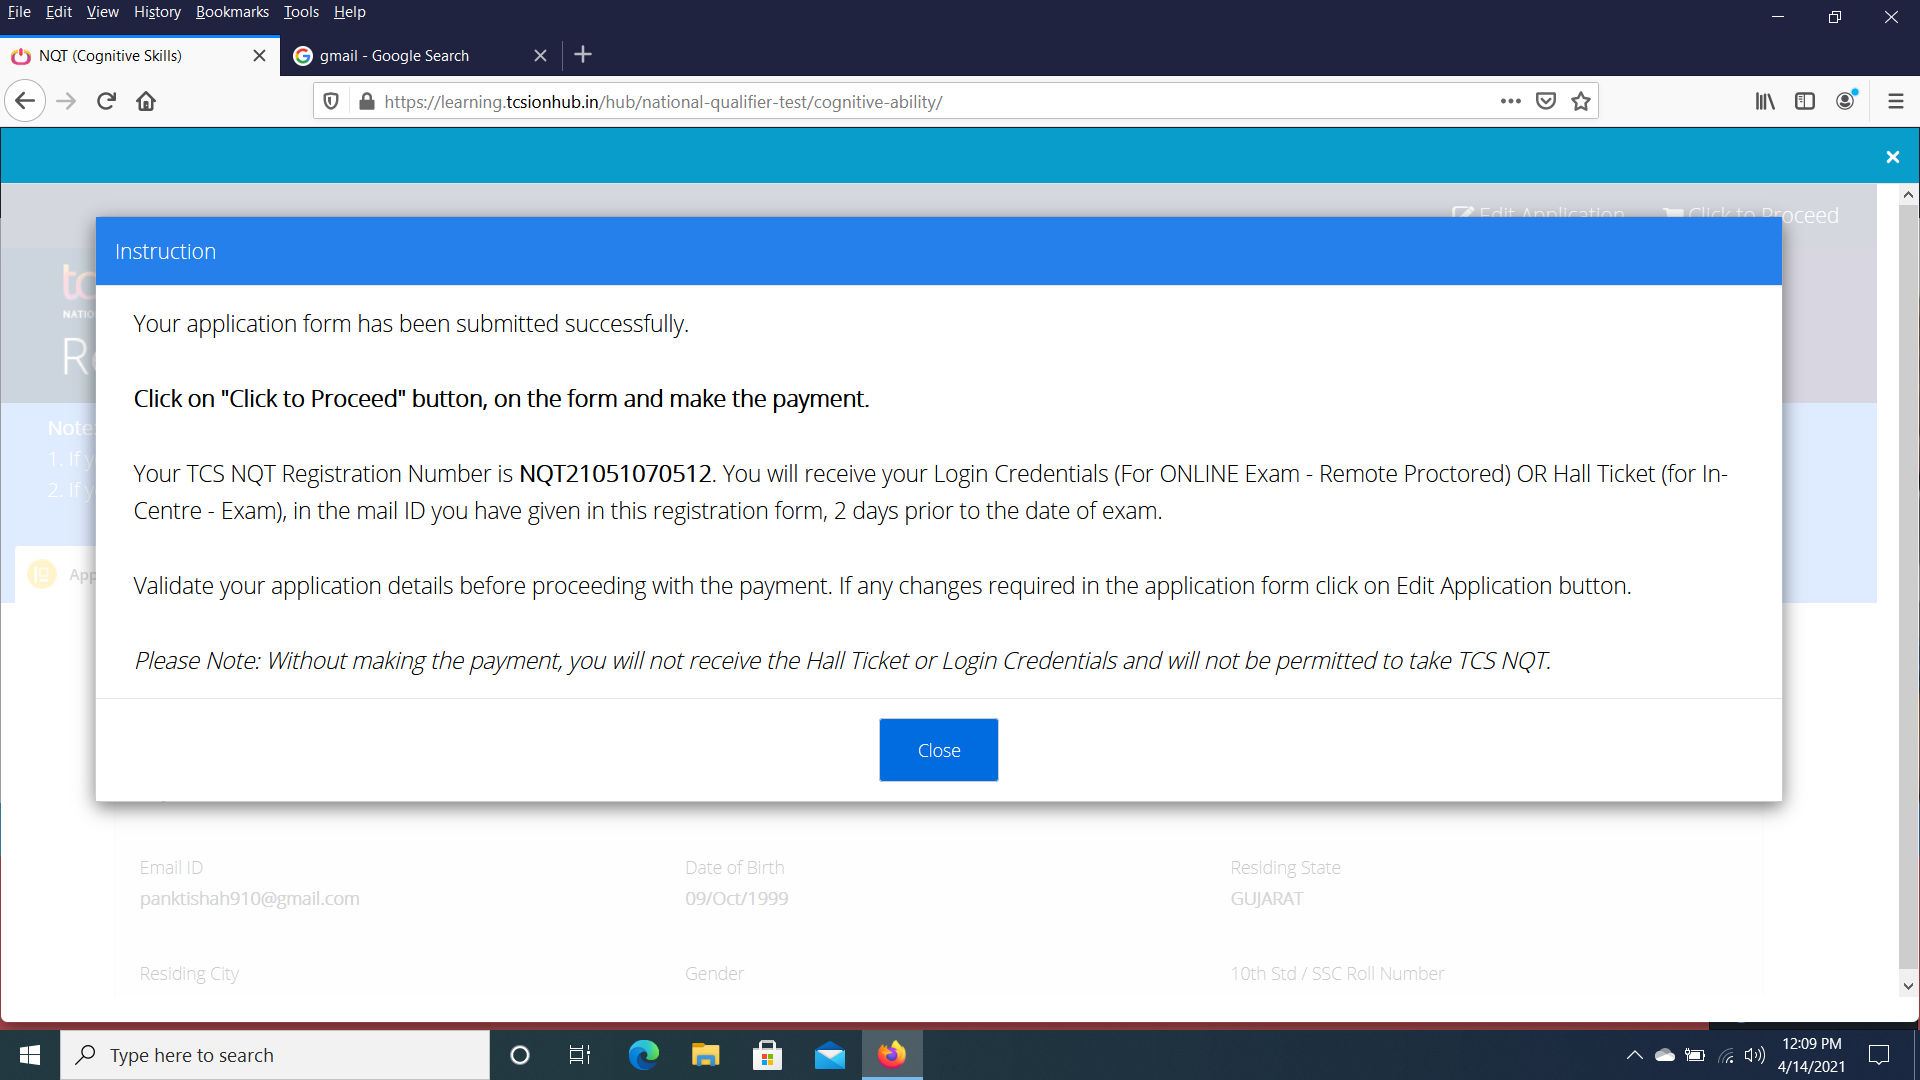 File Edit View History Bookmarks Tools Help
NQT (Cognitive Skills)
gmail - Google Search
https://learning.tcsionhub.in/hub/national-qualifier-test/cognitive-ability/
Edit Application Click to Proceed
Instruction
Your application form has been submitted successfully.
Click on "Click to Proceed" button, on the form and make the payment.
Note:
1. If y
2. If y
Your TCS NQT Registration Number is NQT21051070512. You will receive your Login Credentials (For ONLINE Exam - Remote Proctored) OR Hall Ticket (for In-
Centre - Exam), in the mail ID you have given in this registration form, 2 days prior to the date of exam.
App
Validate your application details before proceeding with the payment. If any changes required in the application form click on Edit Application button.
Please Note: Without making the payment, you will not receive the Hall Ticket or Login Credentials and will not be permitted to take TCS NQT.
Close
Email ID Date of Birth Residing State
panktishah910@gmail.com 09/Oct/1999 GUJARAT
Residing City Gender 10th Std / SSC Roll Number
Type here to search
12:09 PM
4/14/2021